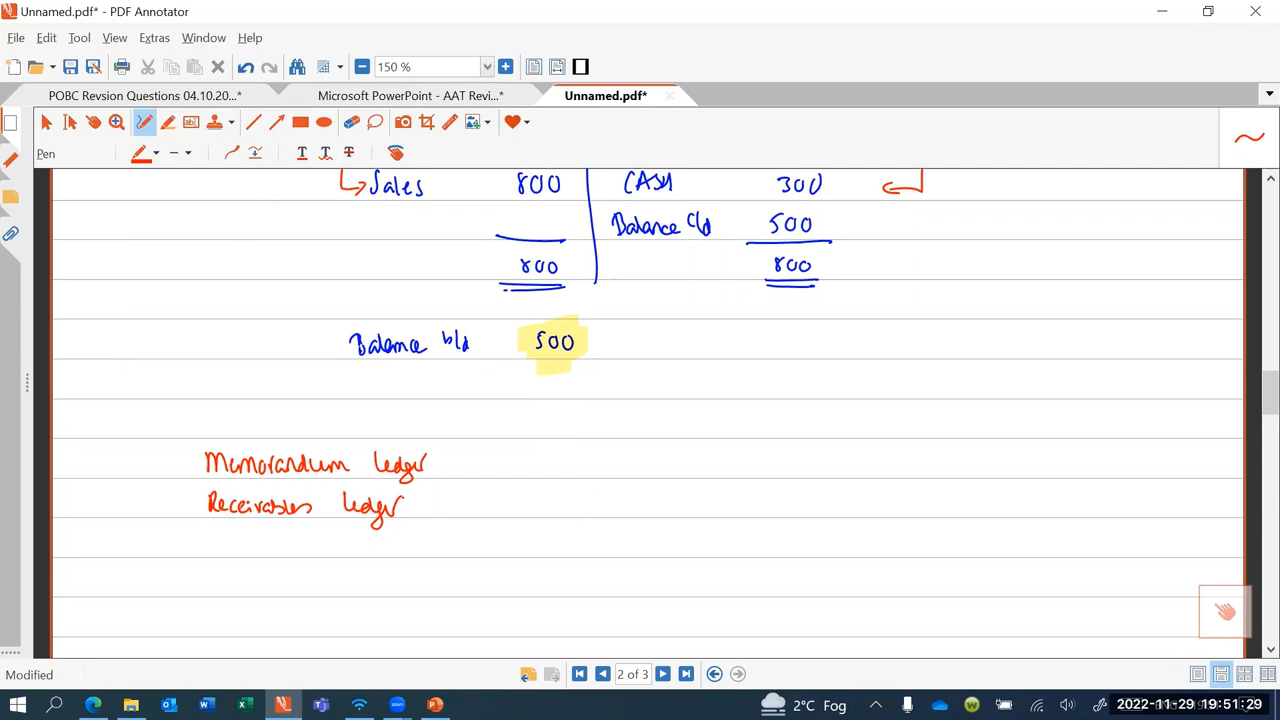 Unnamed.pdf* - PDF Annotator
File Edit Tool View Extras Window Help
150 %
POBC Revsion Questions 04.10.20...* Microsoft PowerPoint - AAT Revi...* Unnamed.pdf*
Pen
Sales 800 CASH 300
Balance c/d 500
800 800
Balance b/d 500
Memorandum ledger
Receivables ledger
Modified 2 of 3
2°C Fog 2022-11-29 19:51:29